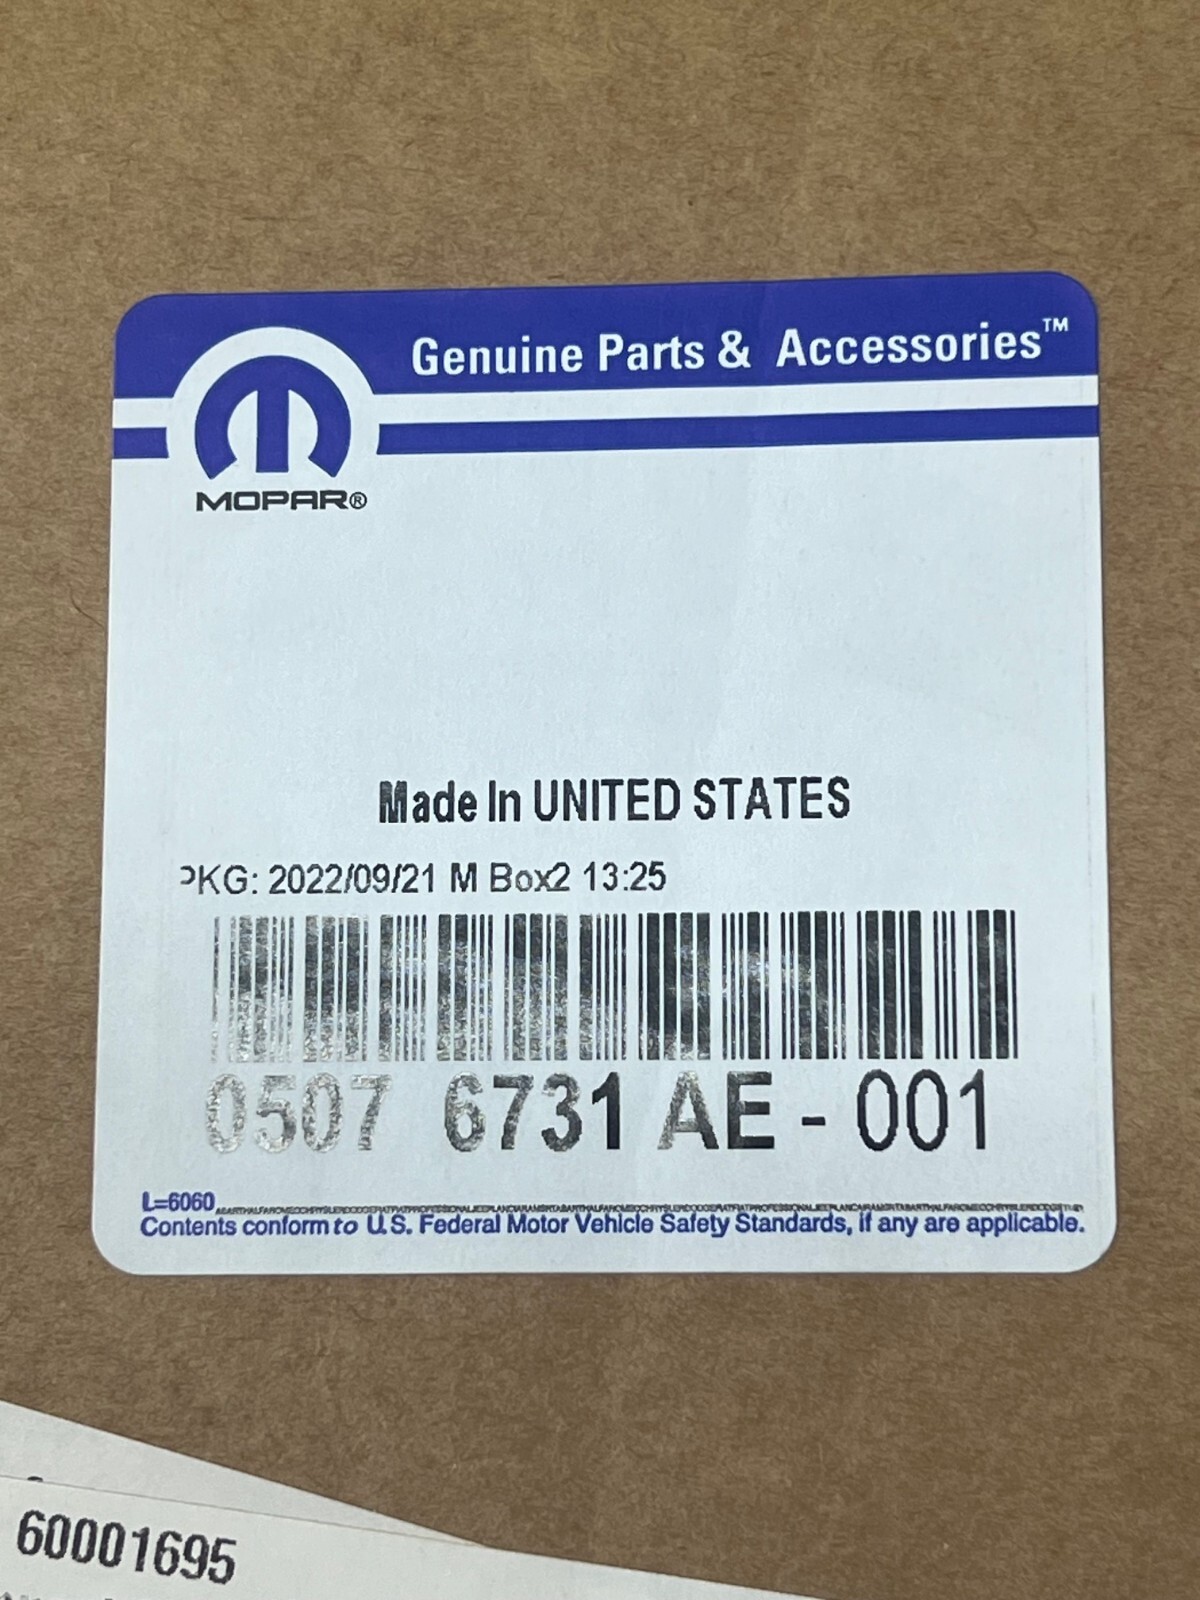 Genuine Parts & Accessories™
MOPAR®
Made In UNITED STATES
PKG: 2022/09/21 M Box2 13:25
0507 6731 AE - 001
L=6060
Contents conform to U.S. Federal Motor Vehicle Safety Standards, if any are applicable.
60001695